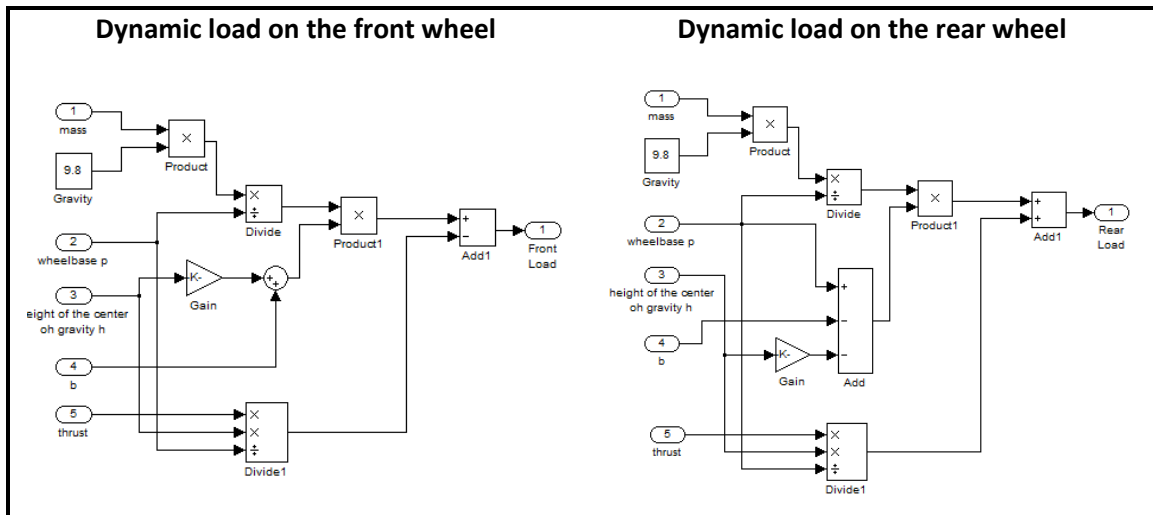 Dynamic load on the front wheel
1
mass
×
Product
9.8
Gravity
×
÷
Divide
×
Product1
+
−
Add1
1
Front
Load
2
wheelbase p
K-
Gain
+
+
3
eight of the center
oh gravity h
4
b
5
thrust
×
×
÷
Divide1
Dynamic load on the rear wheel
1
mass
×
Product
9.8
Gravity
×
÷
Divide
×
Product1
+
+
Add1
1
Rear
Load
2
wheelbase p
3
height of the center
oh gravity h
4
b
K-
Gain
+
−
−
Add
5
thrust
×
×
÷
Divide1